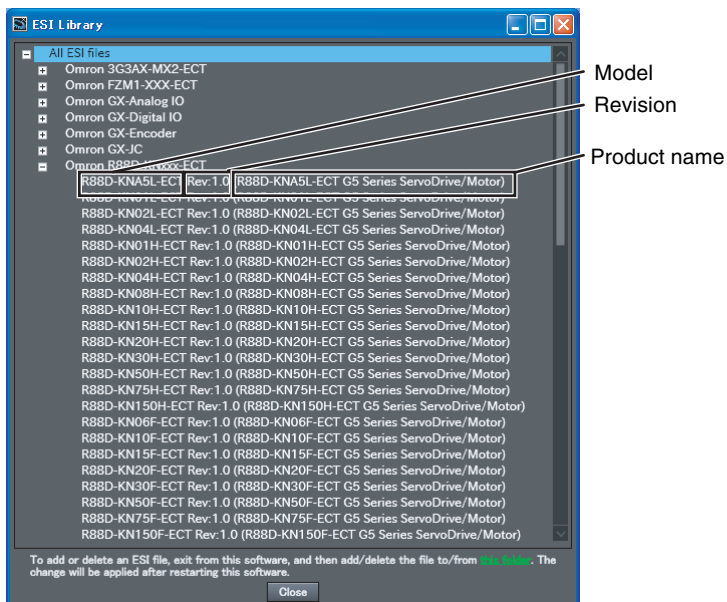 ESI Library
All ESI files
Omron 3G3AX-MX2-ECT
Omron FZM1-XXX-ECT
Omron GX-Analog IO
Omron GX-Digital IO
Omron GX-Encoder
Omron GX-JC
Omron R88D-KNxxx-ECT
R88D-KNA5L-ECT Rev:1.0 (R88D-KNA5L-ECT G5 Series ServoDrive/Motor)
R88D-KN01L-ECT Rev:1.0 (R88D-KN01L-ECT G5 Series ServoDrive/Motor)
R88D-KN02L-ECT Rev:1.0 (R88D-KN02L-ECT G5 Series ServoDrive/Motor)
R88D-KN04L-ECT Rev:1.0 (R88D-KN04L-ECT G5 Series ServoDrive/Motor)
R88D-KN01H-ECT Rev:1.0 (R88D-KN01H-ECT G5 Series ServoDrive/Motor)
R88D-KN02H-ECT Rev:1.0 (R88D-KN02H-ECT G5 Series ServoDrive/Motor)
R88D-KN04H-ECT Rev:1.0 (R88D-KN04H-ECT G5 Series ServoDrive/Motor)
R88D-KN08H-ECT Rev:1.0 (R88D-KN08H-ECT G5 Series ServoDrive/Motor)
R88D-KN10H-ECT Rev:1.0 (R88D-KN10H-ECT G5 Series ServoDrive/Motor)
R88D-KN15H-ECT Rev:1.0 (R88D-KN15H-ECT G5 Series ServoDrive/Motor)
R88D-KN20H-ECT Rev:1.0 (R88D-KN20H-ECT G5 Series ServoDrive/Motor)
R88D-KN30H-ECT Rev:1.0 (R88D-KN30H-ECT G5 Series ServoDrive/Motor)
R88D-KN50H-ECT Rev:1.0 (R88D-KN50H-ECT G5 Series ServoDrive/Motor)
R88D-KN75H-ECT Rev:1.0 (R88D-KN75H-ECT G5 Series ServoDrive/Motor)
R88D-KN150H-ECT Rev:1.0 (R88D-KN150H-ECT G5 Series ServoDrive/Motor)
R88D-KN06F-ECT Rev:1.0 (R88D-KN06F-ECT G5 Series ServoDrive/Motor)
R88D-KN10F-ECT Rev:1.0 (R88D-KN10F-ECT G5 Series ServoDrive/Motor)
R88D-KN15F-ECT Rev:1.0 (R88D-KN15F-ECT G5 Series ServoDrive/Motor)
R88D-KN20F-ECT Rev:1.0 (R88D-KN20F-ECT G5 Series ServoDrive/Motor)
R88D-KN30F-ECT Rev:1.0 (R88D-KN30F-ECT G5 Series ServoDrive/Motor)
R88D-KN50F-ECT Rev:1.0 (R88D-KN50F-ECT G5 Series ServoDrive/Motor)
R88D-KN75F-ECT Rev:1.0 (R88D-KN75F-ECT G5 Series ServoDrive/Motor)
R88D-KN150F-ECT Rev:1.0 (R88D-KN150F-ECT G5 Series ServoDrive/Motor)
To add or delete an ESI file, exit from this software, and then add/delete the file to/from this folder. The
change will be applied after restarting this software.
Close
Model
Revision
Product name